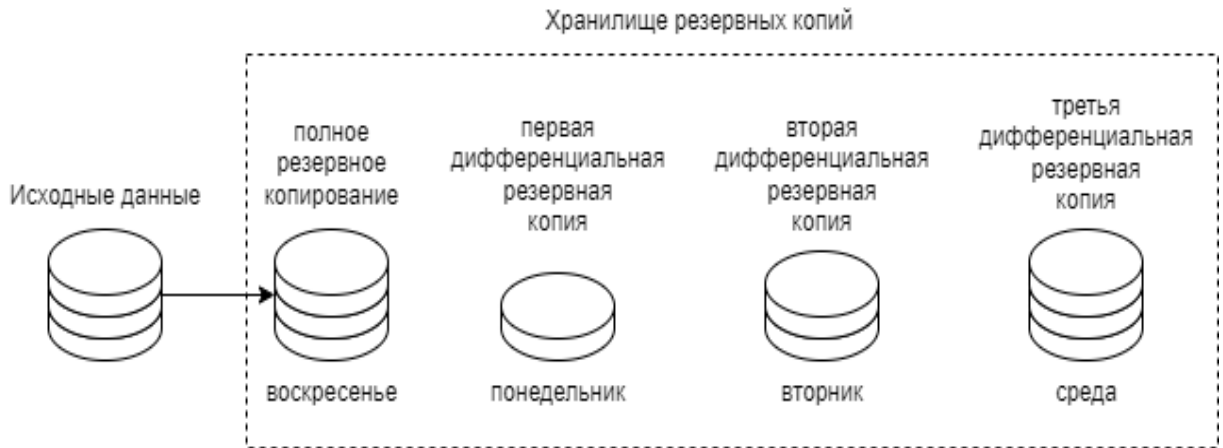 Хранилище резервных копий
Исходные данные
полное
резервное
копирование
первая
дифференциальная
резервная
копия
вторая
дифференциальная
резервная
копия
третья
дифференциальная
резервная
копия
воскресенье
понедельник
вторник
среда